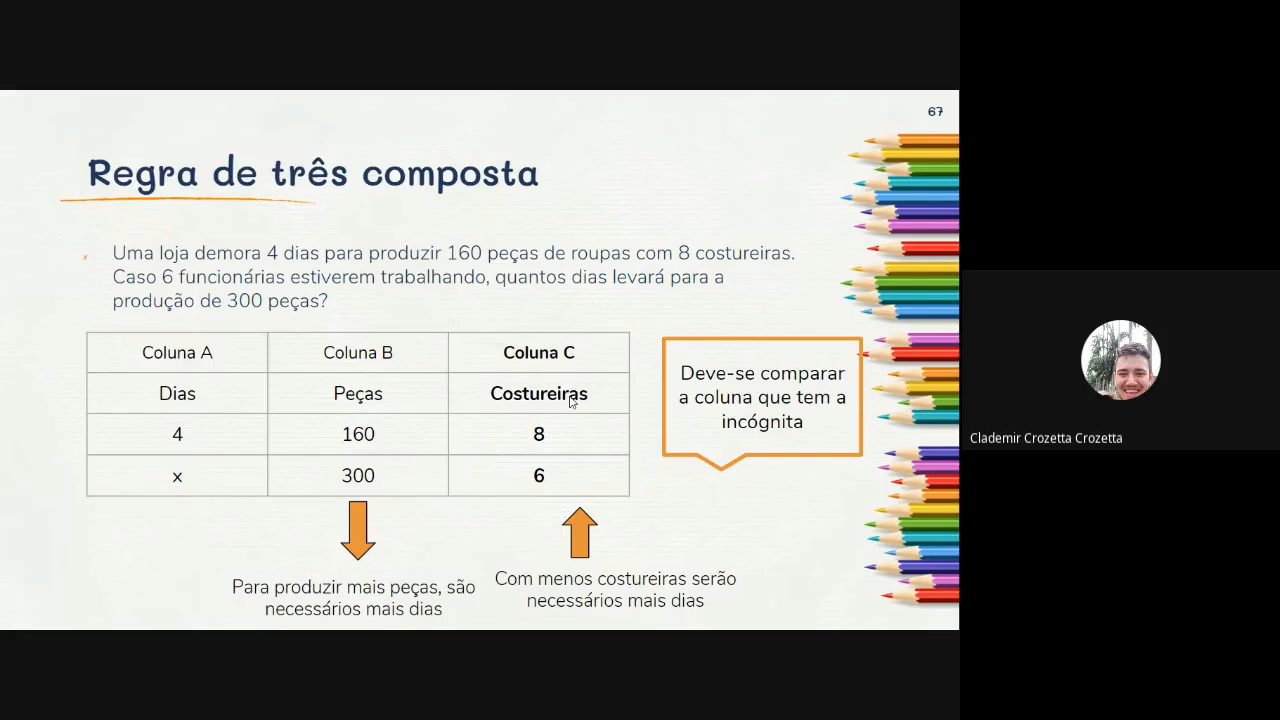 67
Regra de três composta
x Uma loja demora 4 dias para produzir 160 peças de roupas com 8 costureiras.
Caso 6 funcionárias estiverem trabalhando, quantos dias levará para a
produção de 300 peças?
Coluna A Coluna B Coluna C
Dias Peças Costureiras
4 160 8
x 300 6
Deve-se comparar
a coluna que tem a
incógnita
Para produzir mais peças, são
necessários mais dias
Com menos costureiras serão
necessários mais dias
Clademir Crozetta Crozetta